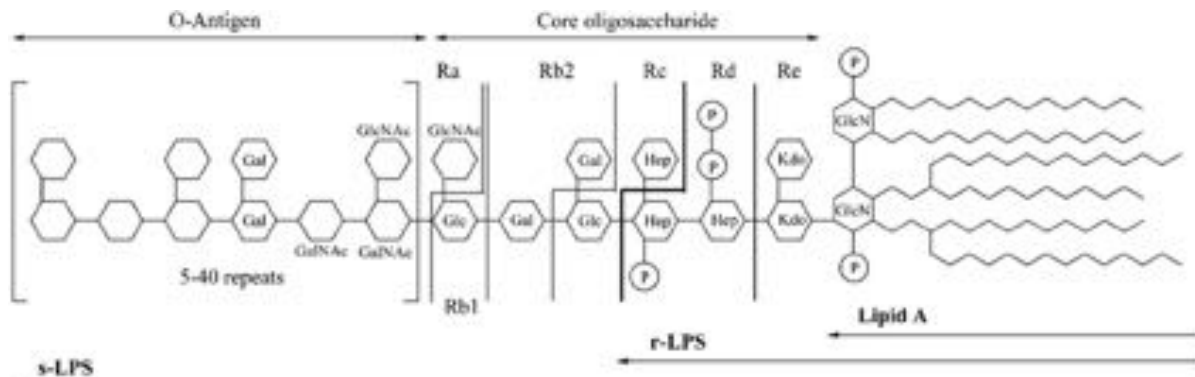 O-Antigen Core oligosaccharide
Ra Rb2 Rc Rd Re P
GlcNAc GlcNAc P GlcN
Gal Gal Hep P Kdo
Gal Glc Gal Glc Hep Hep Kdo GlcN
GalNAc GalNAc
5-40 repeats P P
Rb1
Lipid A
r-LPS
s-LPS